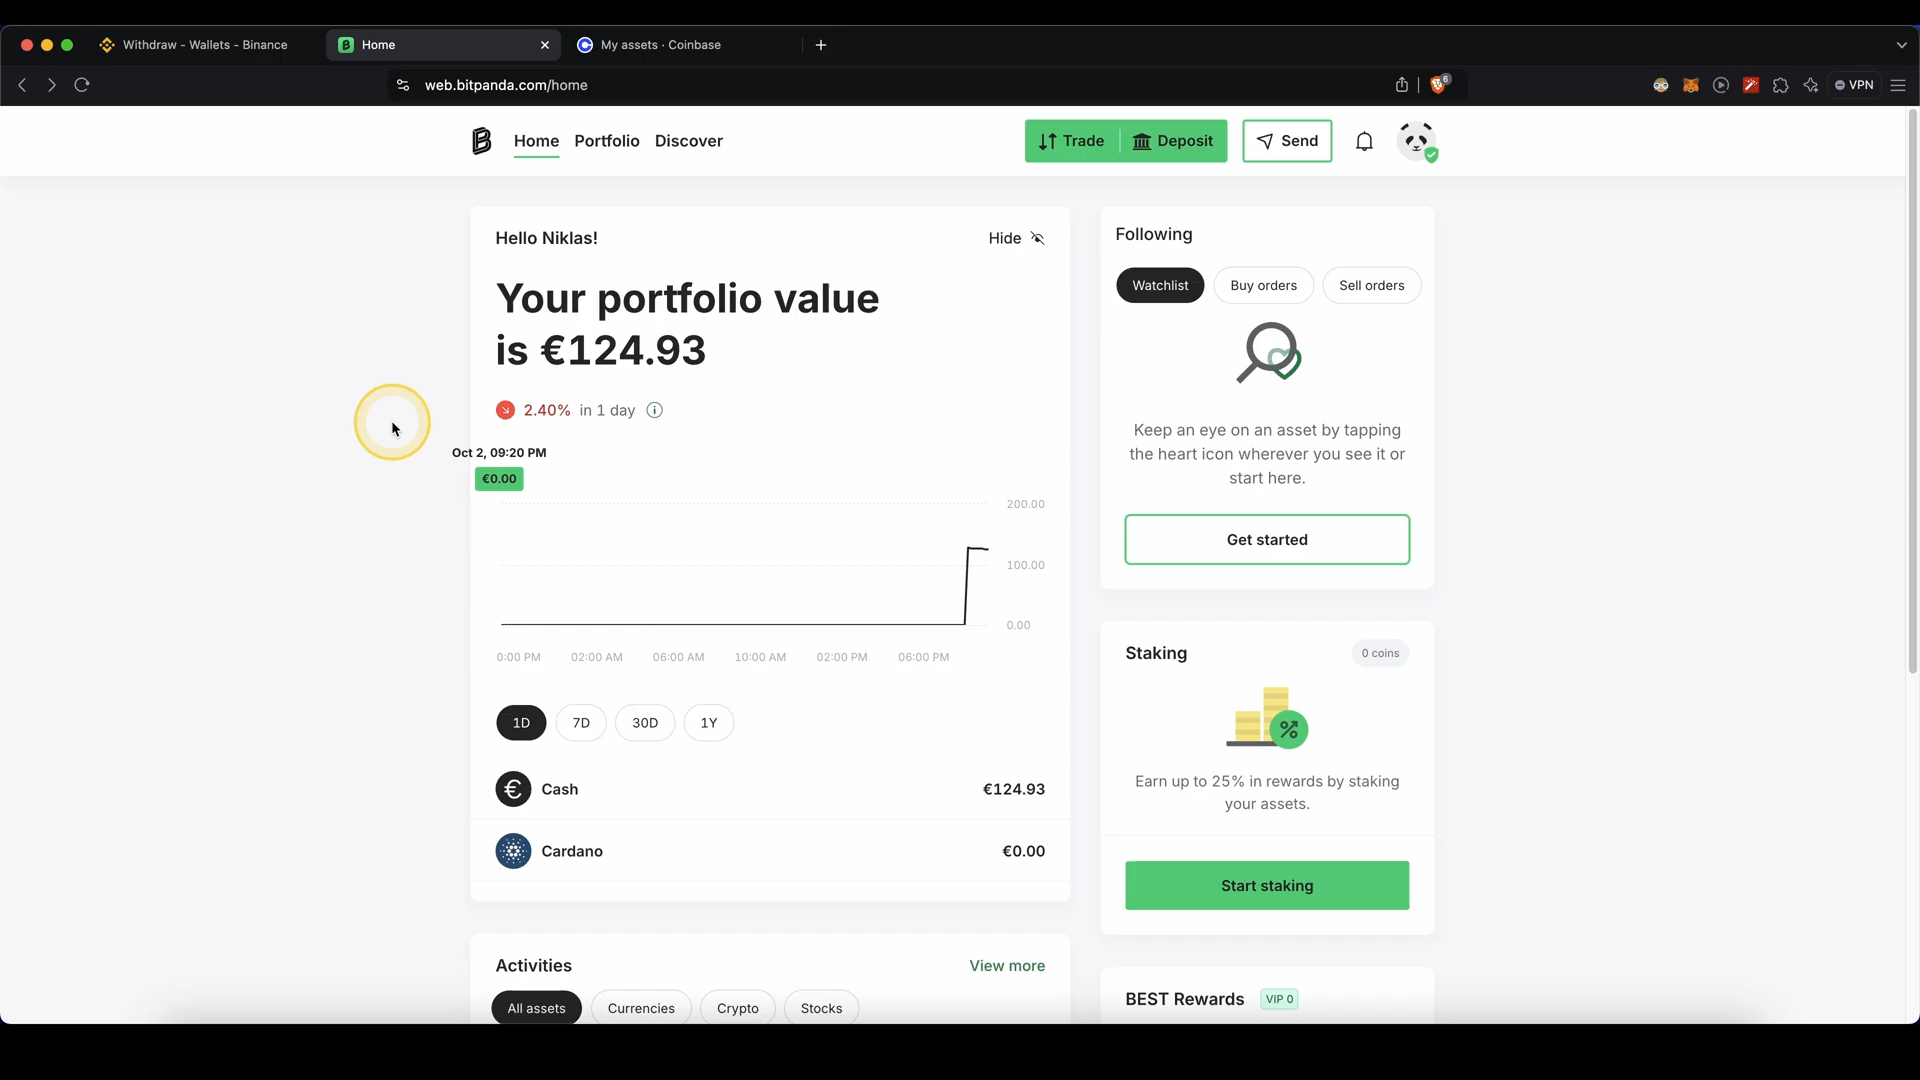 Withdraw - Wallets - Binance
Home
My assets · Coinbase
web.bitpanda.com/home
6
VPN
Home Portfolio Discover
Trade
Deposit
Send
Hello Niklas!
Hide
Your portfolio value
is €124.93
2.40% in 1 day
Oct 2, 09:20 PM
€0.00
200.00
100.00
0.00
0:00 PM 02:00 AM 06:00 AM 10:00 AM 02:00 PM 06:00 PM
1D 7D 30D 1Y
€ Cash €124.93
Cardano €0.00
Activities View more
All assets Currencies Crypto Stocks
Following
Watchlist Buy orders Sell orders
Keep an eye on an asset by tapping
the heart icon wherever you see it or
start here.
Get started
Staking 0 coins
Earn up to 25% in rewards by staking
your assets.
Start staking
BEST Rewards VIP 0